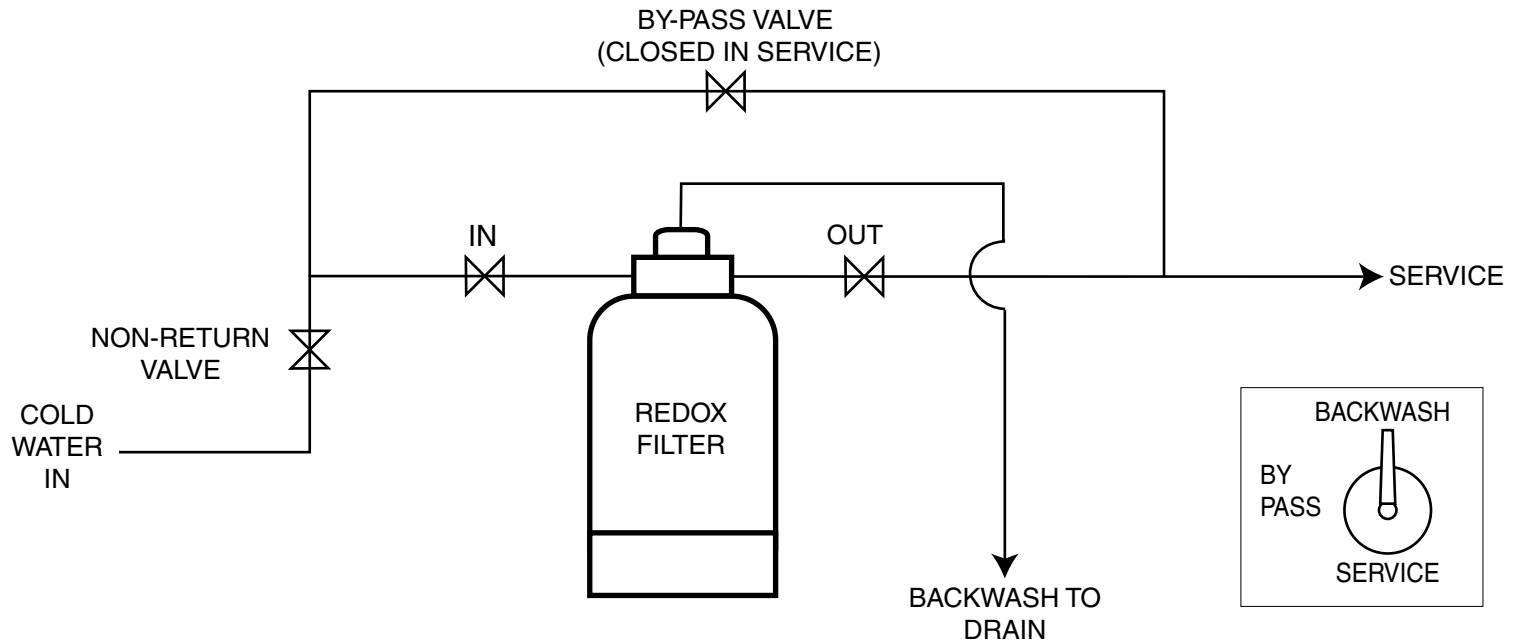 BY-PASS VALVE
(CLOSED IN SERVICE)
IN
OUT
SERVICE
NON-RETURN
VALVE
COLD
WATER
IN
REDOX
FILTER
BACKWASH TO
DRAIN
BACKWASH
BY
PASS
SERVICE